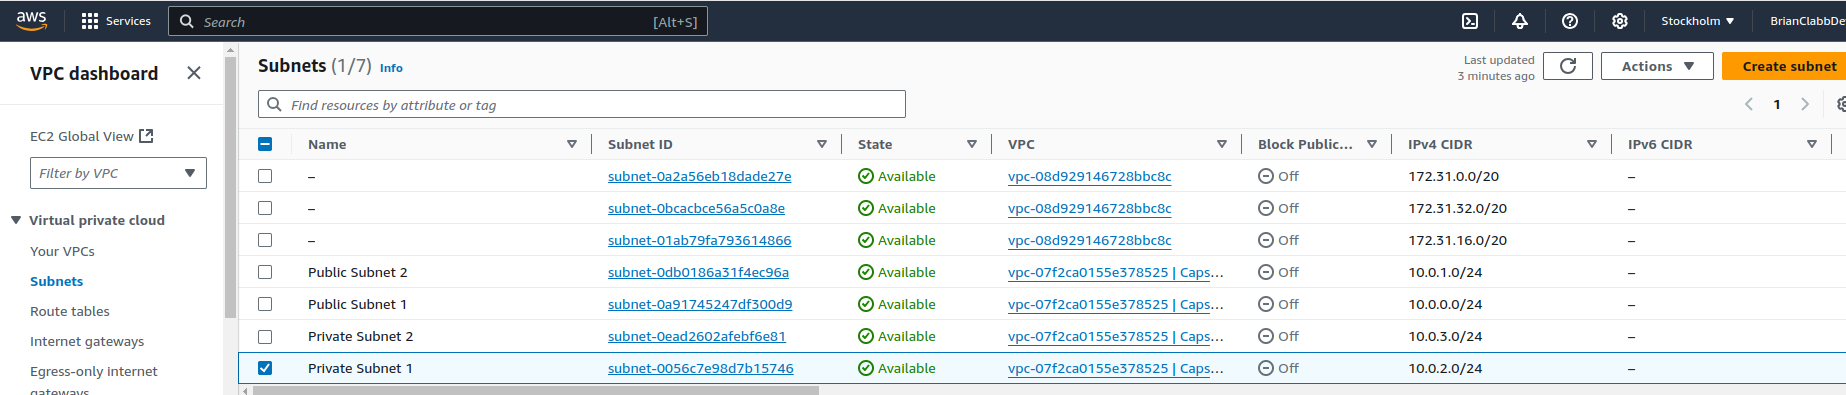 aws
Services
Search
[Alt+S]
Stockholm
BrianClabbDe
VPC dashboard
EC2 Global View
Filter by VPC
Virtual private cloud
Your VPCs
Subnets
Route tables
Internet gateways
Egress-only internet
gateways
Subnets (1/7) Info
Last updated
3 minutes ago
Actions
Create subnet
Find resources by attribute or tag
1
Name Subnet ID State VPC Block Public... IPv4 CIDR IPv6 CIDR
– subnet-0a2a56eb18dade27e Available vpc-08d929146728bbc8c Off 172.31.0.0/20 –
– subnet-0bcacbce56a5c0a8e Available vpc-08d929146728bbc8c Off 172.31.32.0/20 –
– subnet-01ab79fa793614866 Available vpc-08d929146728bbc8c Off 172.31.16.0/20 –
Public Subnet 2 subnet-0db0186a31f4ec96a Available vpc-07f2ca0155e378525 | Caps... Off 10.0.1.0/24 –
Public Subnet 1 subnet-0a91745247df300d9 Available vpc-07f2ca0155e378525 | Caps... Off 10.0.0.0/24 –
Private Subnet 2 subnet-0ead2602afebf6e81 Available vpc-07f2ca0155e378525 | Caps... Off 10.0.3.0/24 –
Private Subnet 1 subnet-0056c7e98d7b15746 Available vpc-07f2ca0155e378525 | Caps... Off 10.0.2.0/24 –